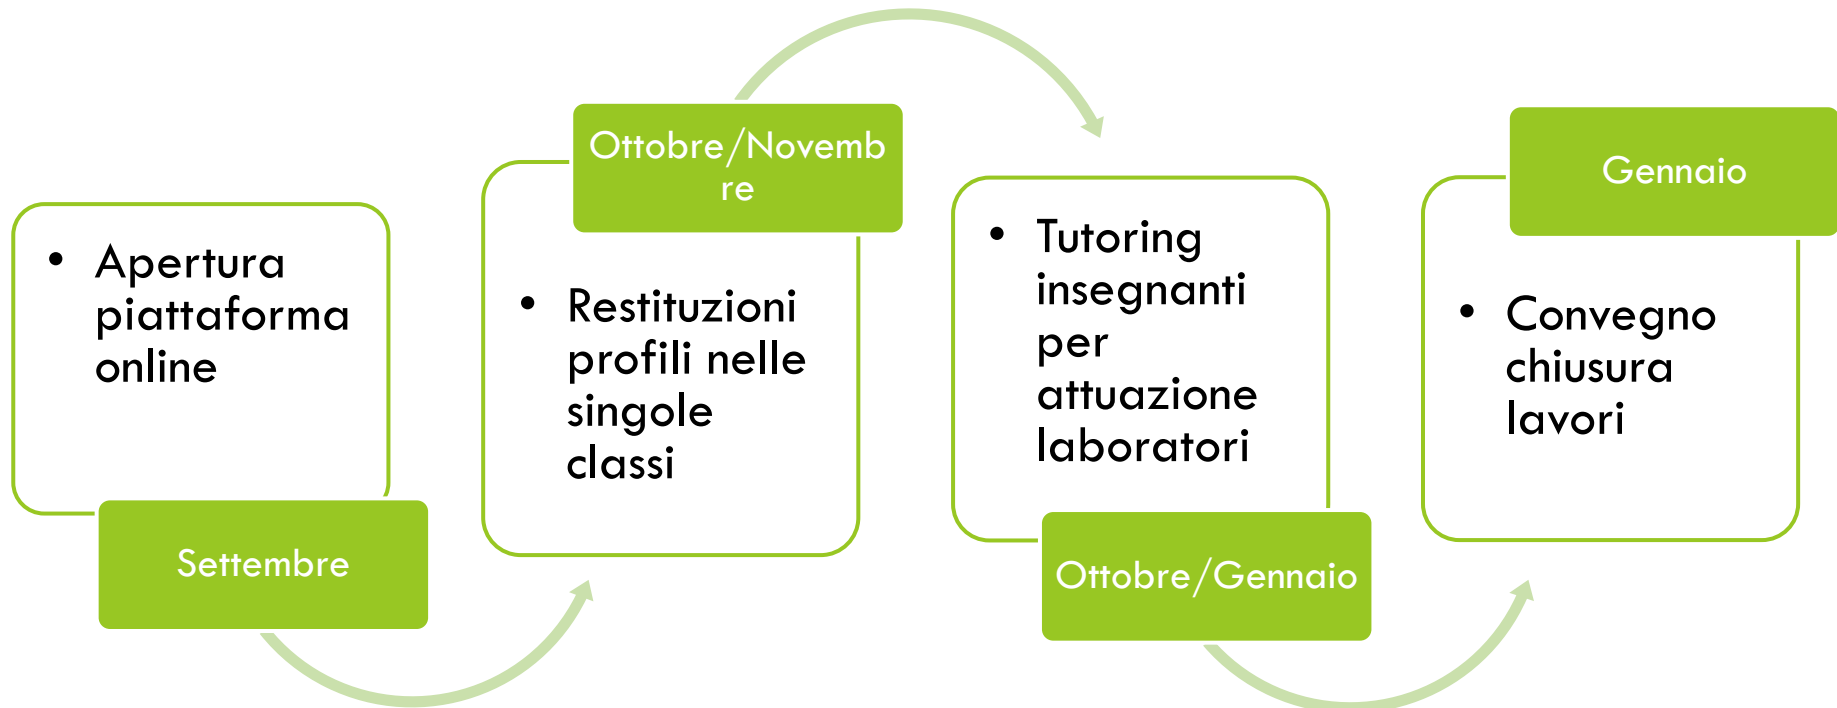 • Apertura
piattaforma
online
Settembre
Ottobre/Novemb
re
• Restituzioni
profili nelle
singole
classi
• Tutoring
insegnanti
per
attuazione
laboratori
Ottobre/Gennaio
Gennaio
• Convegno
chiusura
lavori